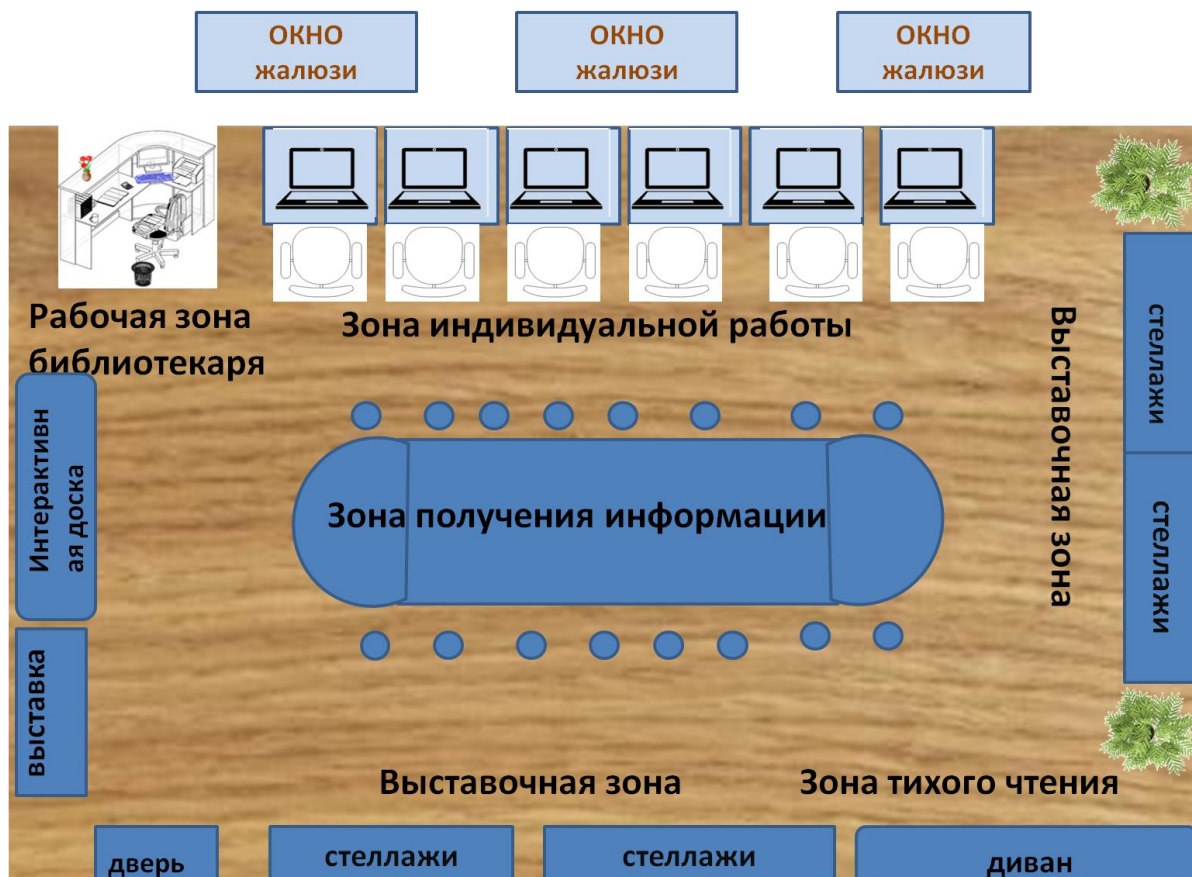 ОКНО
жалюзи
ОКНО
жалюзи
ОКНО
жалюзи
Рабочая зона
библиотекаря
Зона индивидуальной работы
Выставочная зона
стеллажи
стеллажи
Интерактивн
ая доска
Зона получения информации
выставка
Выставочная зона
Зона тихого чтения
дверь
стеллажи
стеллажи
диван